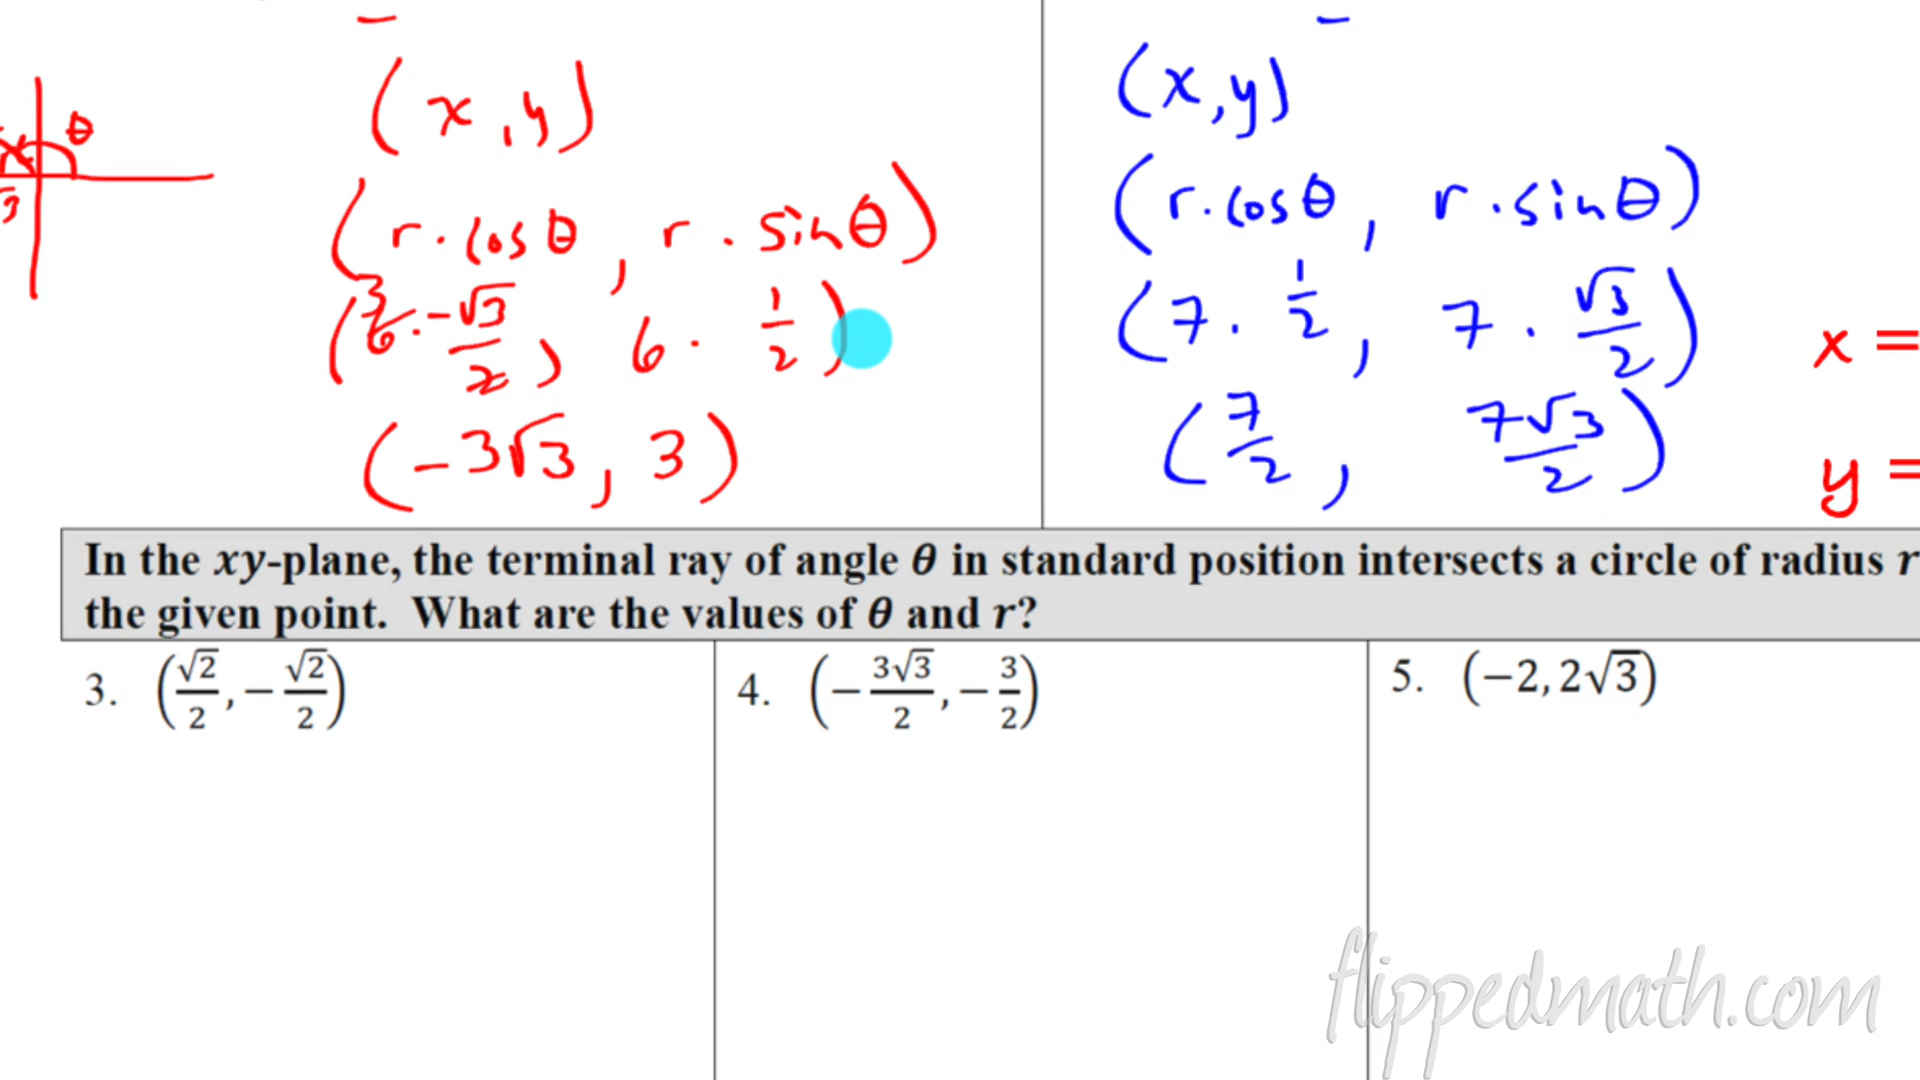 (x, y)
(r · cos θ, r · sin θ)
(6 · -√3/2, 6 · 1/2)
3
(-3√3, 3)
θ
(x, y)
(r · cos θ, r · sin θ)
(7 · 1/2, 7 · √3/2)
(7/2, 7√3/2)
x =
y =
In the xy-plane, the terminal ray of angle θ in standard position intersects a circle of radius r
the given point. What are the values of θ and r?
3. (√2/2, -√2/2)
4. (-3√3/2, -3/2)
5. (-2, 2√3)
flippedmath.com